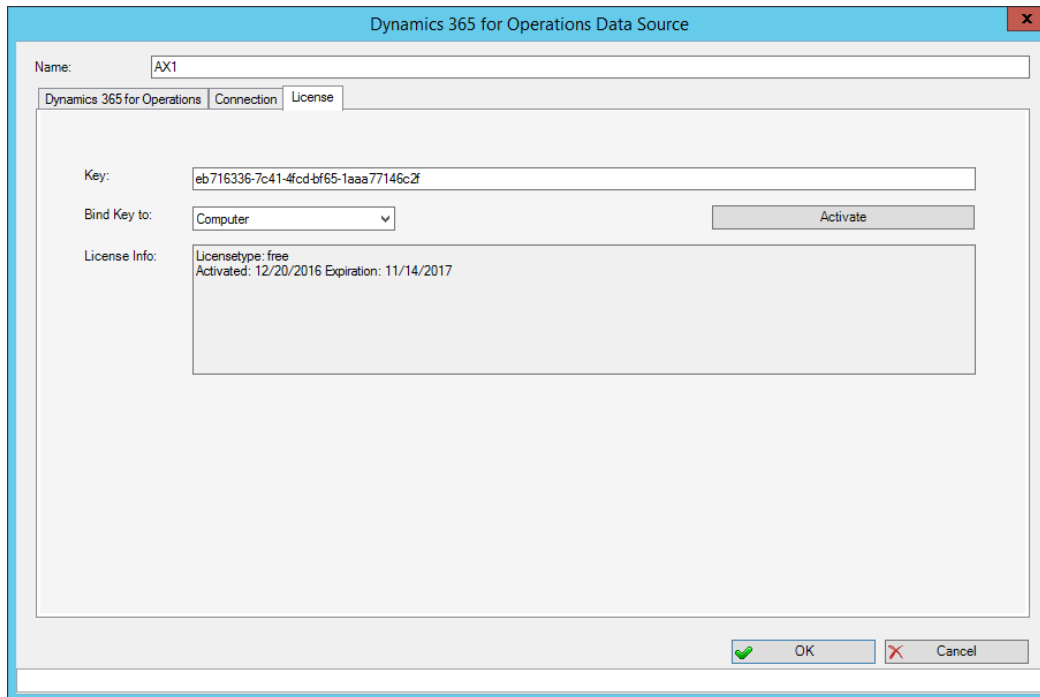 Dynamics 365 for Operations Data Source
x
Name: AX1
Dynamics 365 for Operations Connection License
Key: eb716336-7c41-4fcd-bf65-1aaa77146c2f
Bind Key to: Computer Activate
License Info: Licensetype: free
Activated: 12/20/2016 Expiration: 11/14/2017
OK Cancel